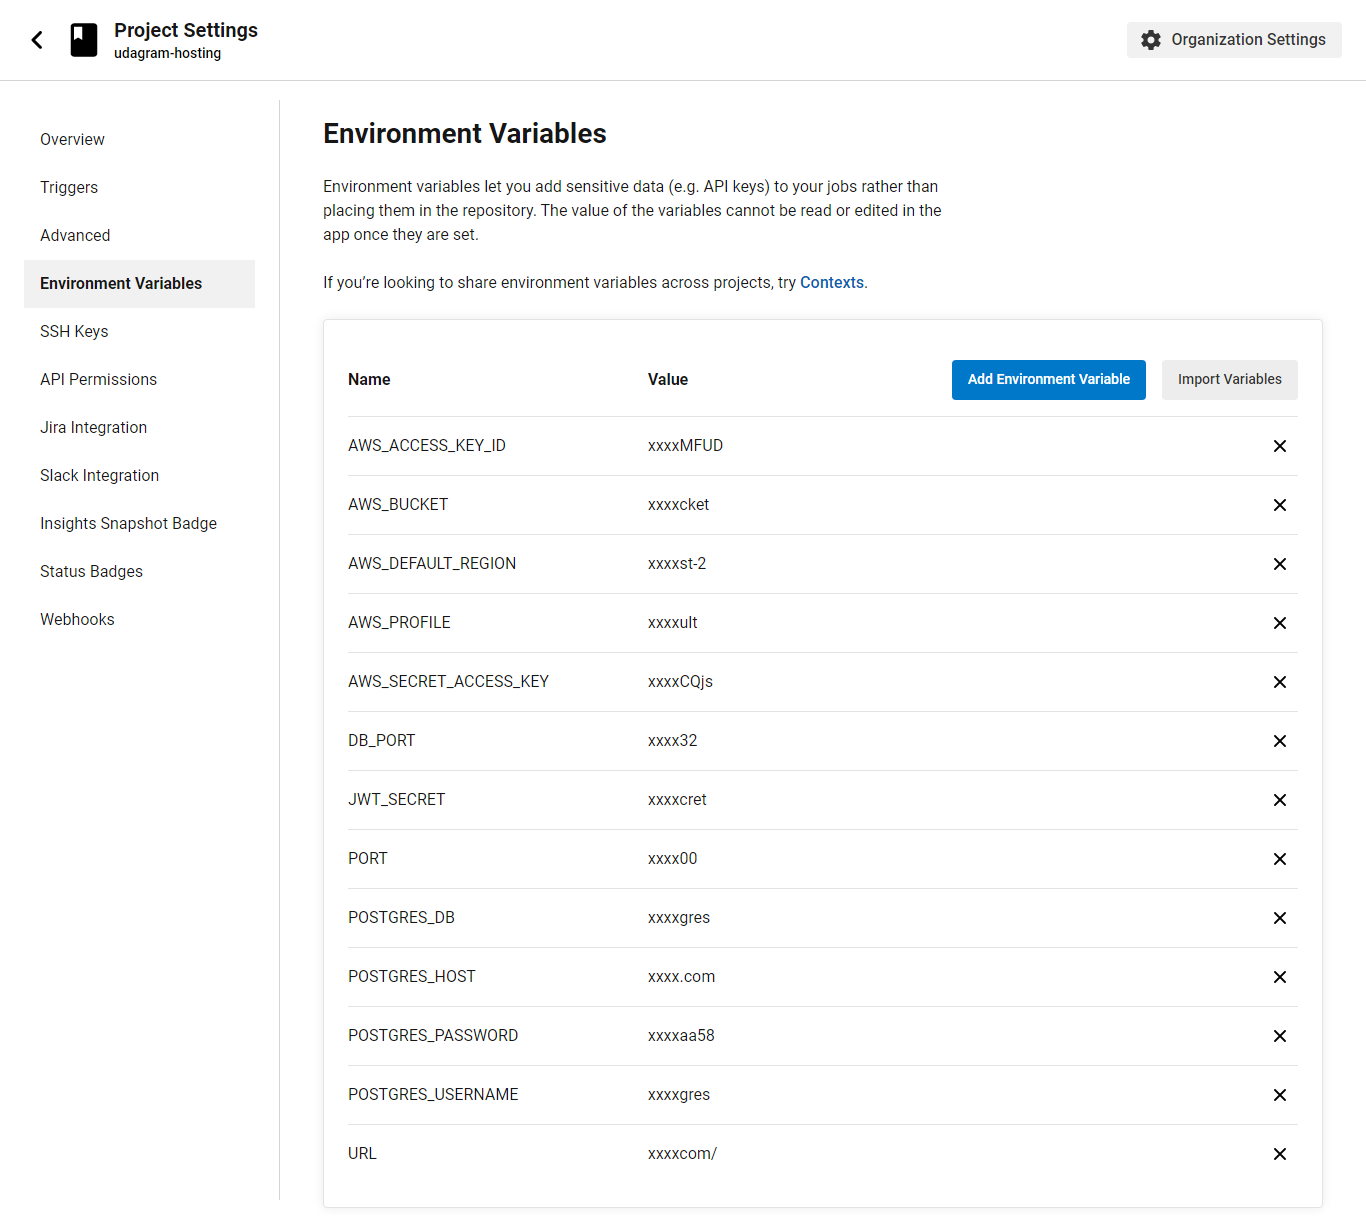 Project Settings
udagram-hosting
Organization Settings
Overview
Triggers
Advanced
Environment Variables
SSH Keys
API Permissions
Jira Integration
Slack Integration
Insights Snapshot Badge
Status Badges
Webhooks
Environment Variables
Environment variables let you add sensitive data (e.g. API keys) to your jobs rather than
placing them in the repository. The value of the variables cannot be read or edited in the
app once they are set.
If you’re looking to share environment variables across projects, try Contexts.
Name Value Add Environment Variable Import Variables
AWS_ACCESS_KEY_ID xxxxMFUD
AWS_BUCKET xxxxcket
AWS_DEFAULT_REGION xxxxst-2
AWS_PROFILE xxxxult
AWS_SECRET_ACCESS_KEY xxxxCQjs
DB_PORT xxxx32
JWT_SECRET xxxxcret
PORT xxxx00
POSTGRES_DB xxxxgres
POSTGRES_HOST xxxx.com
POSTGRES_PASSWORD xxxxaa58
POSTGRES_USERNAME xxxxgres
URL xxxxcom/